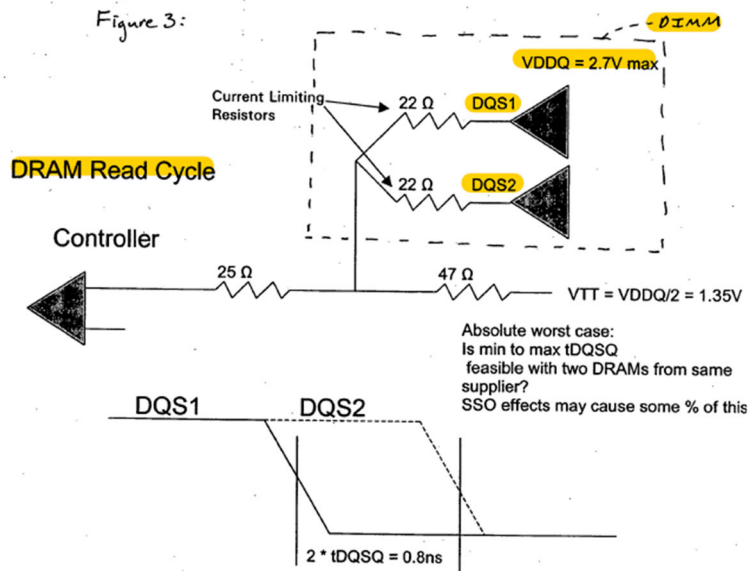 Figure 3:
DIMM
VDDQ = 2.7V max
Current Limiting
Resistors
22 Ω
DQS1
22 Ω
DQS2
DRAM Read Cycle
Controller
25 Ω
47 Ω
VTT = VDDQ/2 = 1.35V
Absolute worst case:
Is min to max tDQSQ
feasible with two DRAMs from same
supplier?
SSO effects may cause some % of this
DQS1
DQS2
2 * tDQSQ = 0.8ns